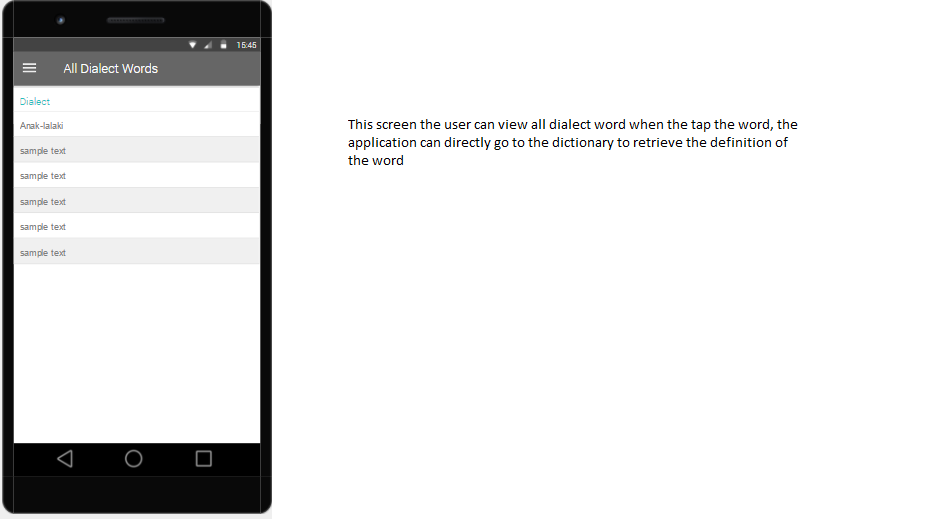 15:45
All Dialect Words
Dialect
Anak-lalaki
sample text
sample text
sample text
sample text
sample text
This screen the user can view all dialect word when the tap the word, the
application can directly go to the dictionary to retrieve the definition of
the word